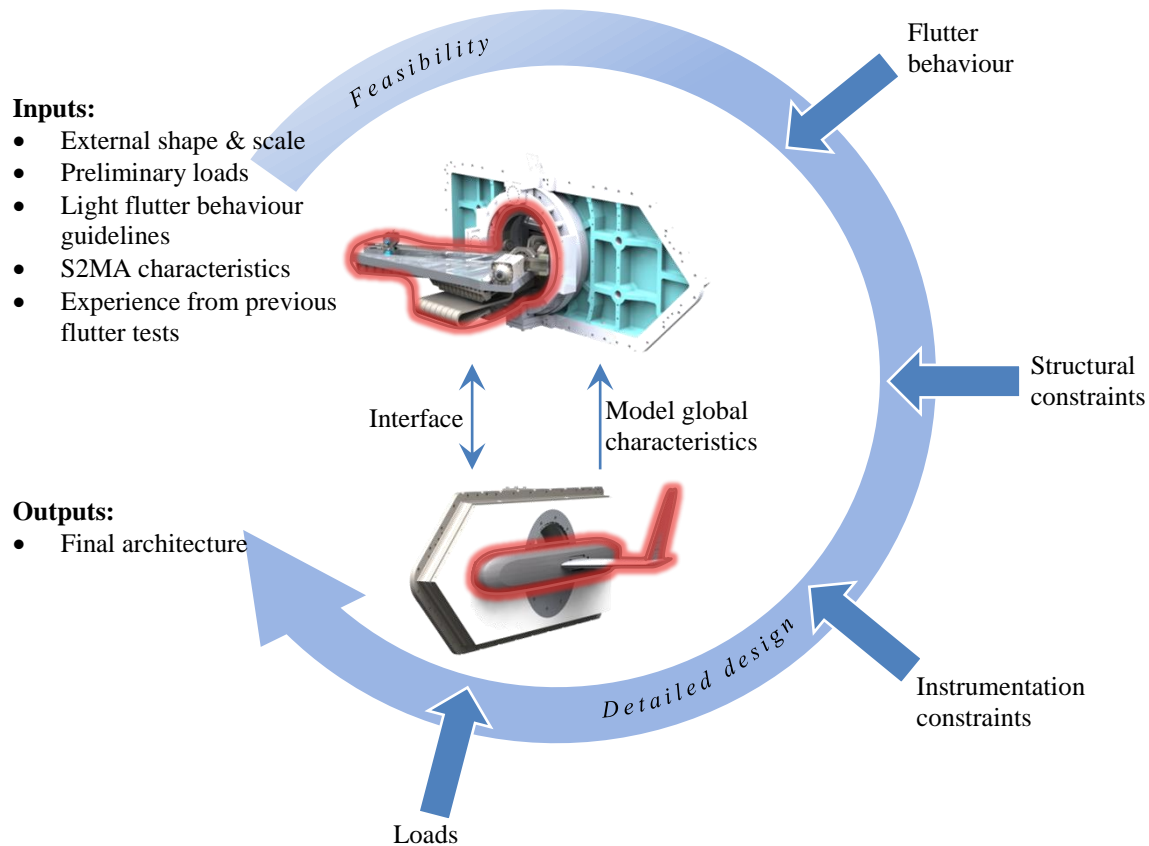 Feasibility
Flutter
behaviour
Inputs:
• External shape & scale
• Preliminary loads
• Light flutter behaviour
guidelines
• S2MA characteristics
• Experience from previous
flutter tests
Structural
constraints
Interface
Model global
characteristics
Outputs:
• Final architecture
Detailed design
Instrumentation
constraints
Loads